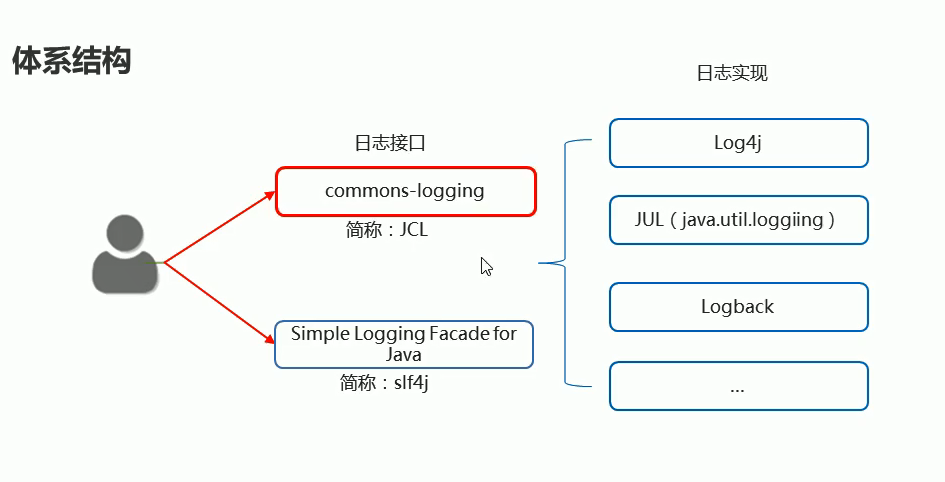 体系结构
日志实现
日志接口
Log4j
commons-logging
JUL（java.util.loggiing）
简称：JCL
Logback
Simple Logging Facade for
Java
简称：slf4j
...